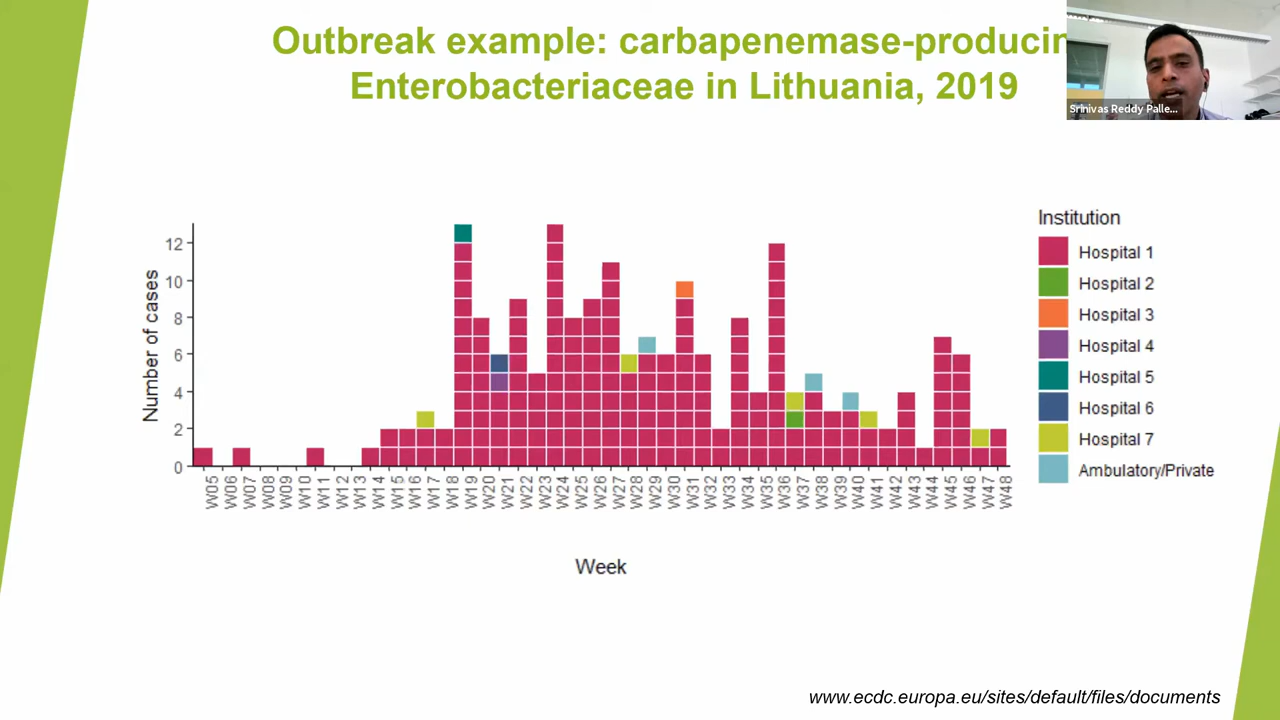 Outbreak example: carbapenemase-producin
Enterobacteriaceae in Lithuania, 2019
Srinivas Reddy Palle...
Institution
Hospital 1
Hospital 2
Hospital 3
Hospital 4
Hospital 5
Hospital 6
Hospital 7
Ambulatory/Private
Number of cases
12
10
8
6
4
2
0
W05 W06 W07 W08 W09 W10 W11 W12 W13 W14 W15 W16 W17 W18 W19 W20 W21 W22 W23 W24 W25 W26 W27 W28 W29 W30 W31 W32 W33 W34 W35 W36 W37 W38 W39 W40 W41 W42 W43 W44 W45 W46 W47 W48
Week
www.ecdc.europa.eu/sites/default/files/documents